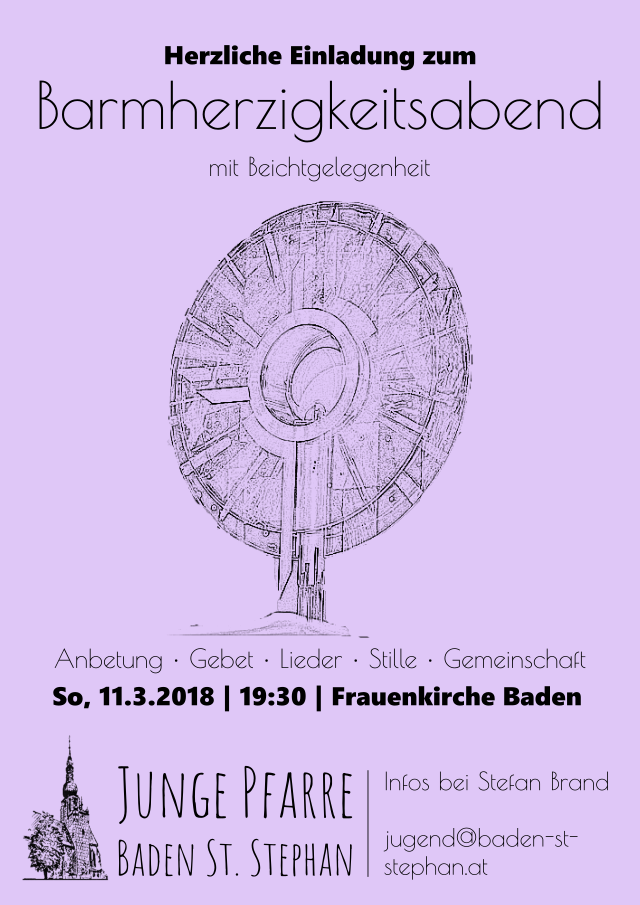 Herzliche Einladung zum
Barmherzigkeitsabend
mit Beichtgelegenheit
Anbetung · Gebet · Lieder · Stille · Gemeinschaft
So, 11.3.2018 | 19:30 | Frauenkirche Baden
Junge Pfarre
Baden St. Stephan
Infos bei Stefan Brand
jugend@baden-st-
stephan.at